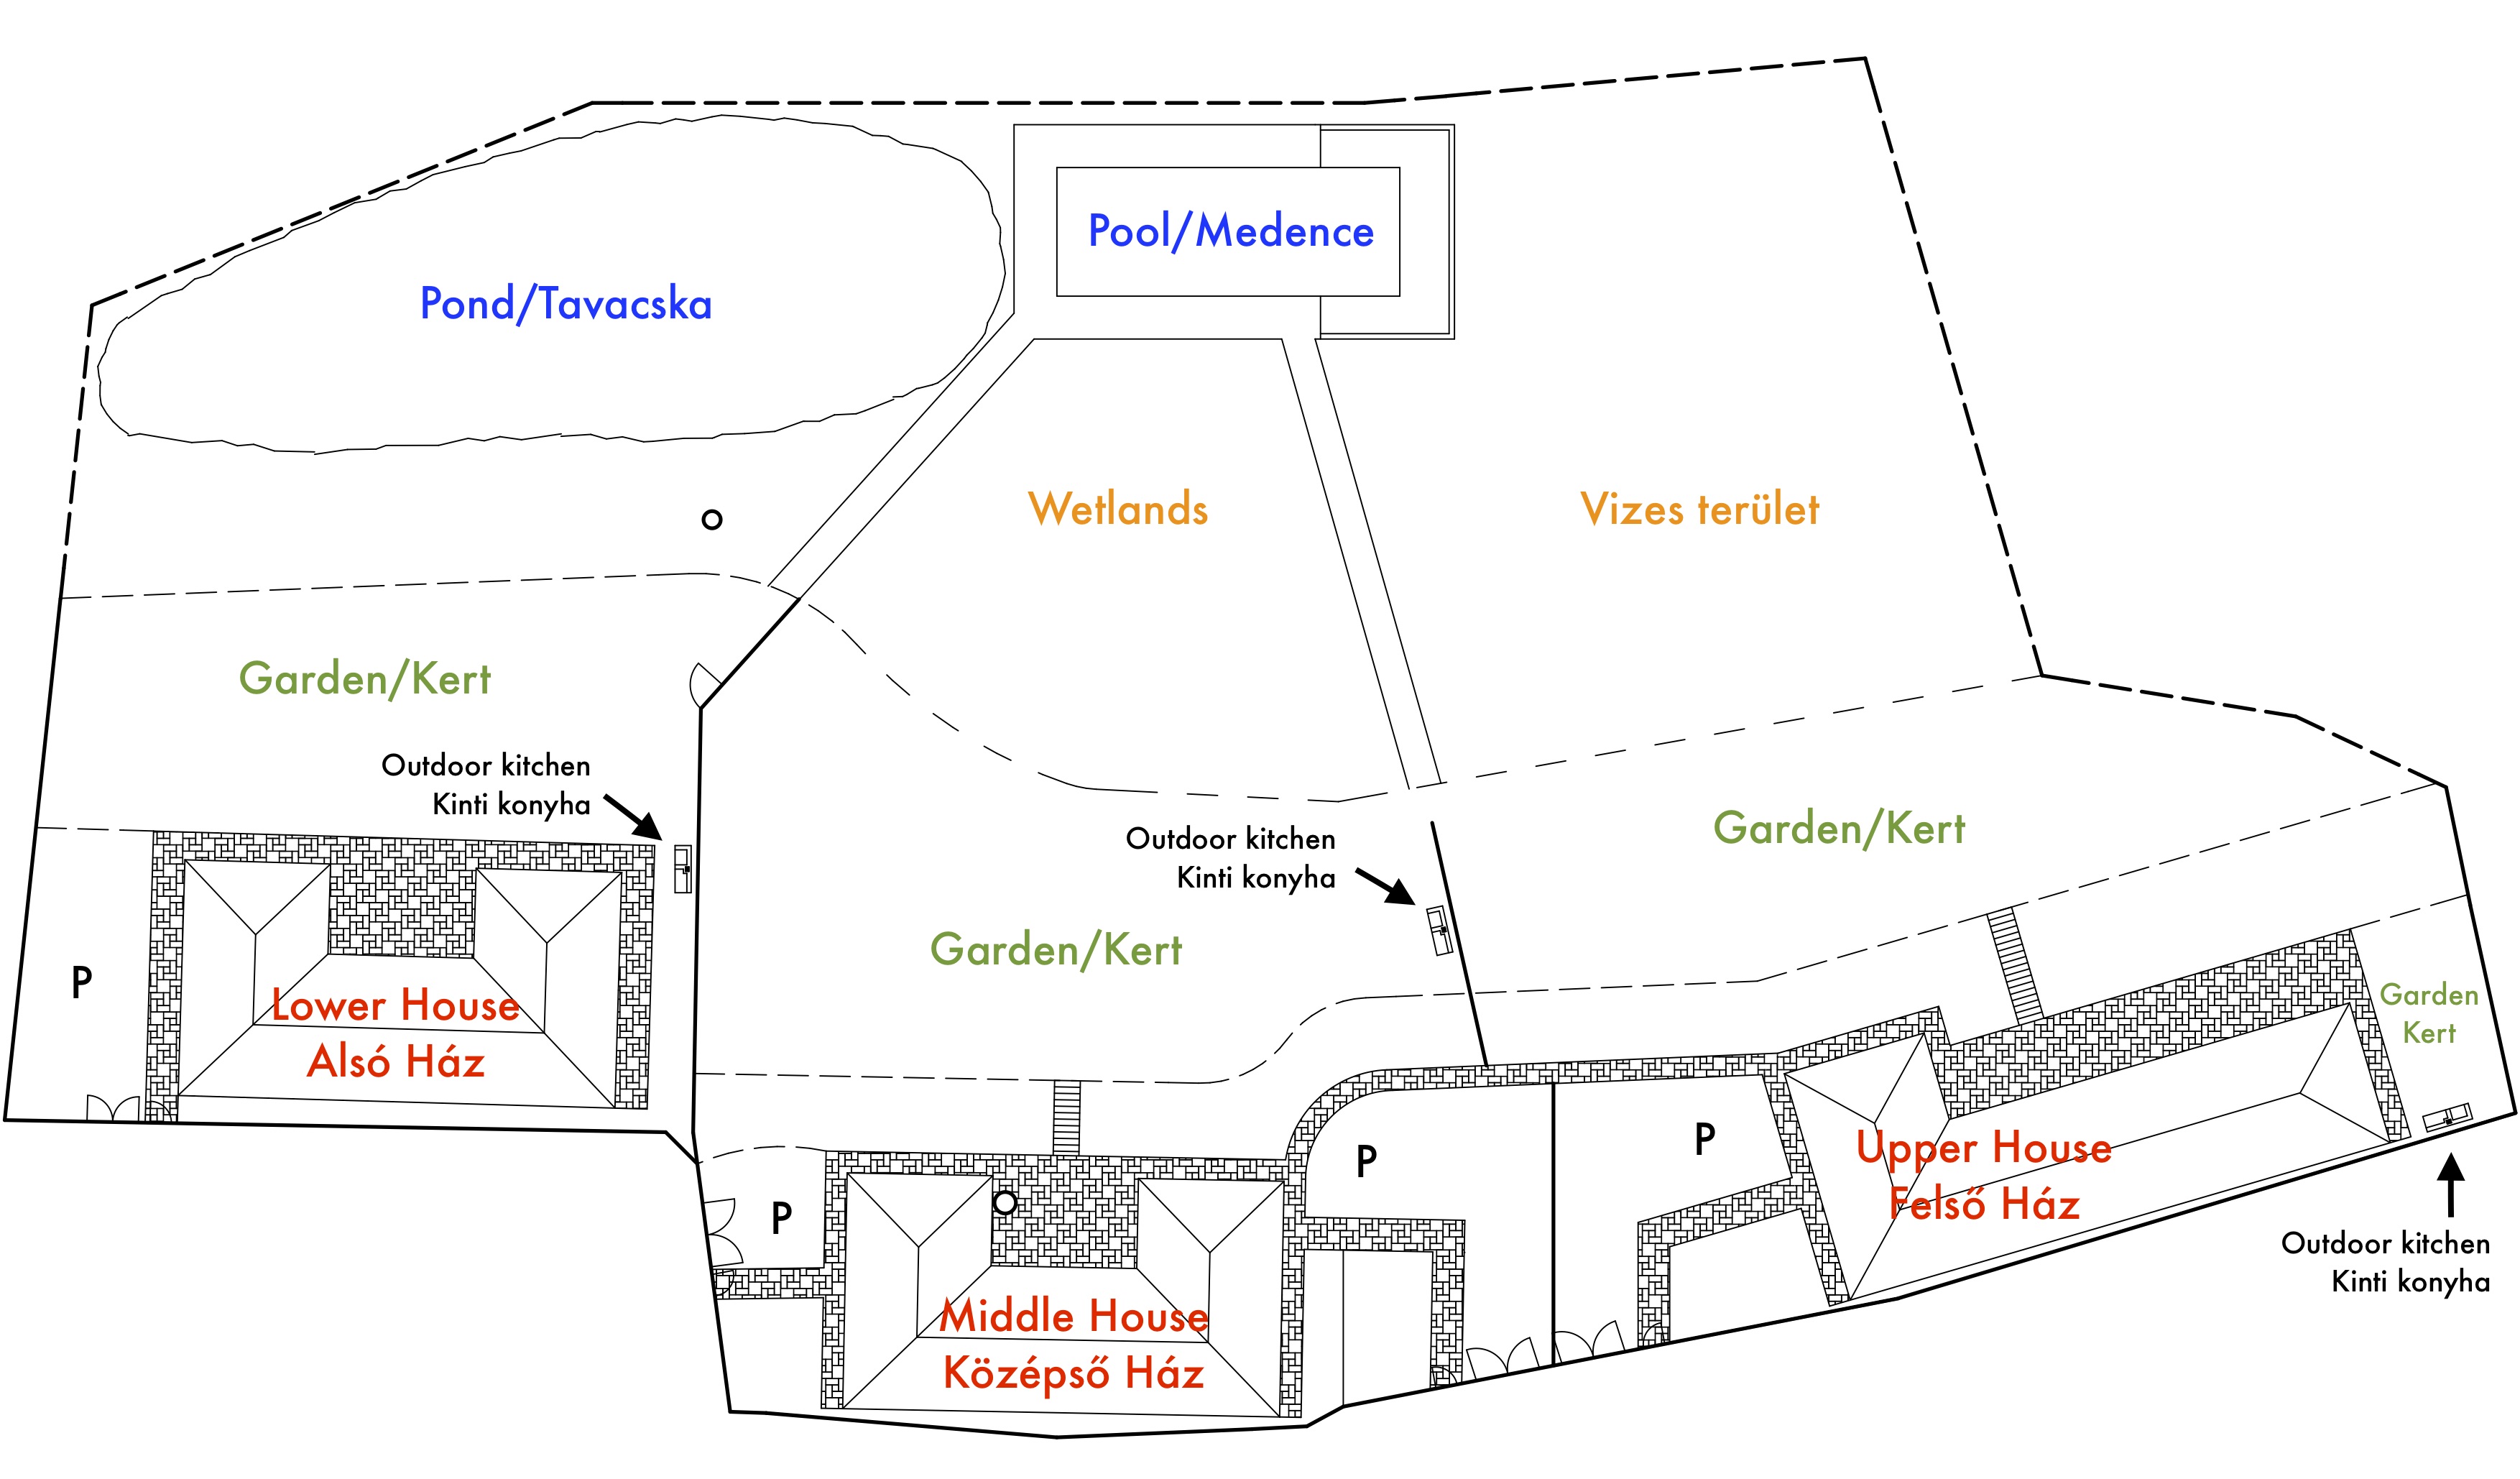 Pool/Medence
Pond/Tavacska
Wetlands
Vizes terület
Garden/Kert
Outdoor kitchen
Kinti konyha
Outdoor kitchen
Kinti konyha
Garden/Kert
Garden/Kert
P
Lower House
Alsó Ház
Garden
Kert
P
P
P
Upper House
Felső Ház
Outdoor kitchen
Kinti konyha
Middle House
Középső Ház